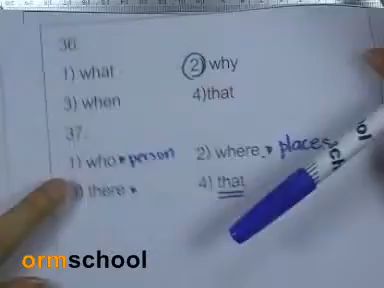 36.
1) what 2) why
3) when 4) that
37.
1) who person 2) where places
3) there 4) that
school
ormschool